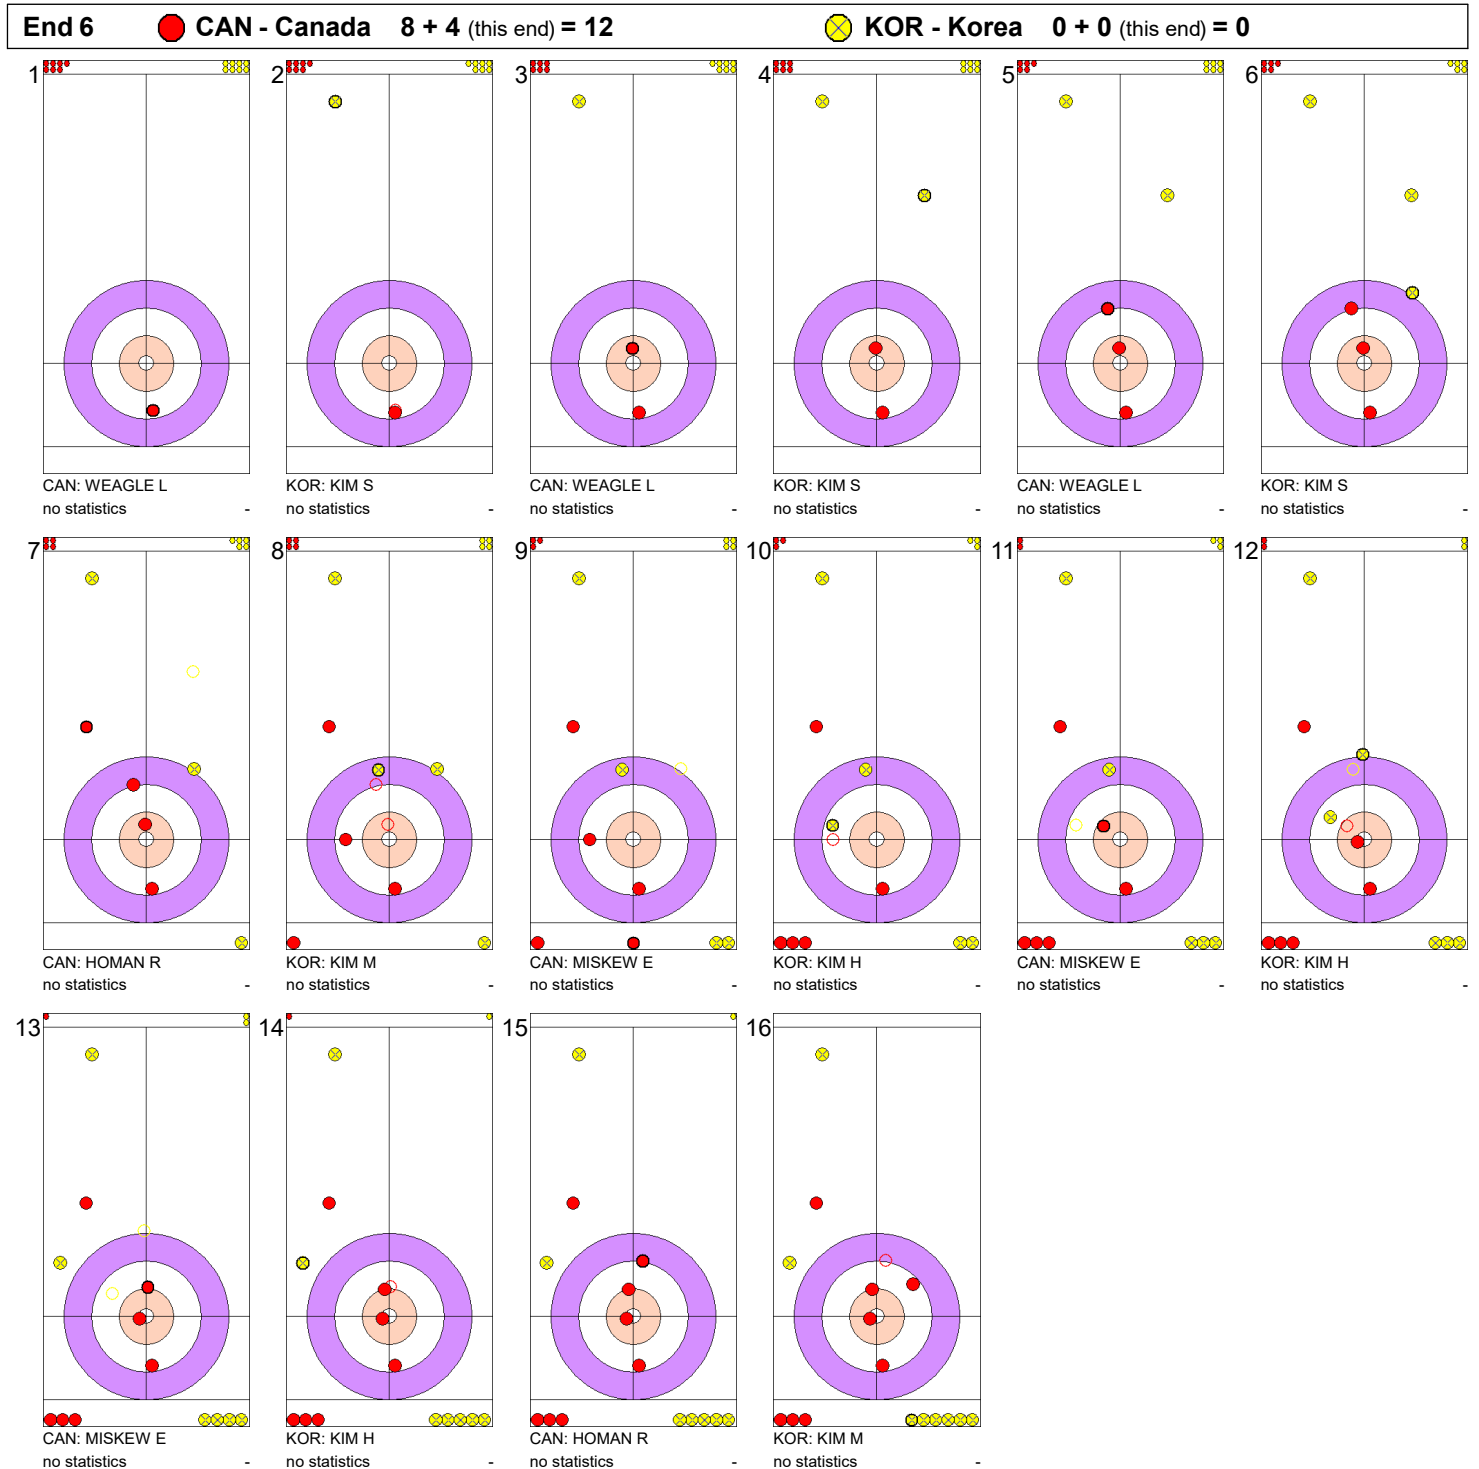 End 6 CAN - Canada 8 + 4 (this end) = 12 KOR - Korea 0 + 0 (this end) = 0
1 2 3 4 5 6
CAN: WEAGLE L KOR: KIM S CAN: WEAGLE L KOR: KIM S CAN: WEAGLE L KOR: KIM S
no statistics - no statistics - no statistics - no statistics - no statistics - no statistics -
7 8 9 10 11 12
CAN: HOMAN R KOR: KIM M CAN: MISKEW E KOR: KIM H CAN: MISKEW E KOR: KIM H
no statistics - no statistics - no statistics - no statistics - no statistics - no statistics -
13 14 15 16
CAN: MISKEW E KOR: KIM H CAN: HOMAN R KOR: KIM M
no statistics - no statistics - no statistics - no statistics -